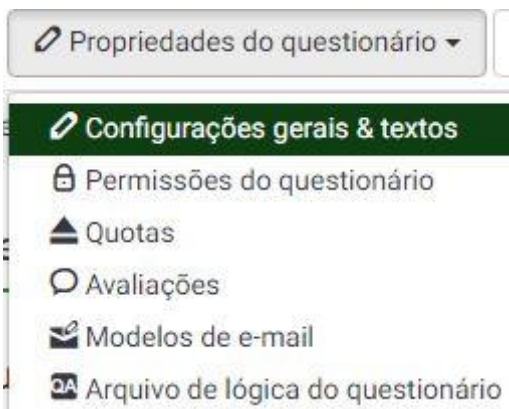 Propriedades do questionário
Configurações gerais & textos
Permissões do questionário
Quotas
Avaliações
Modelos de e-mail
QA Arquivo de lógica do questionário